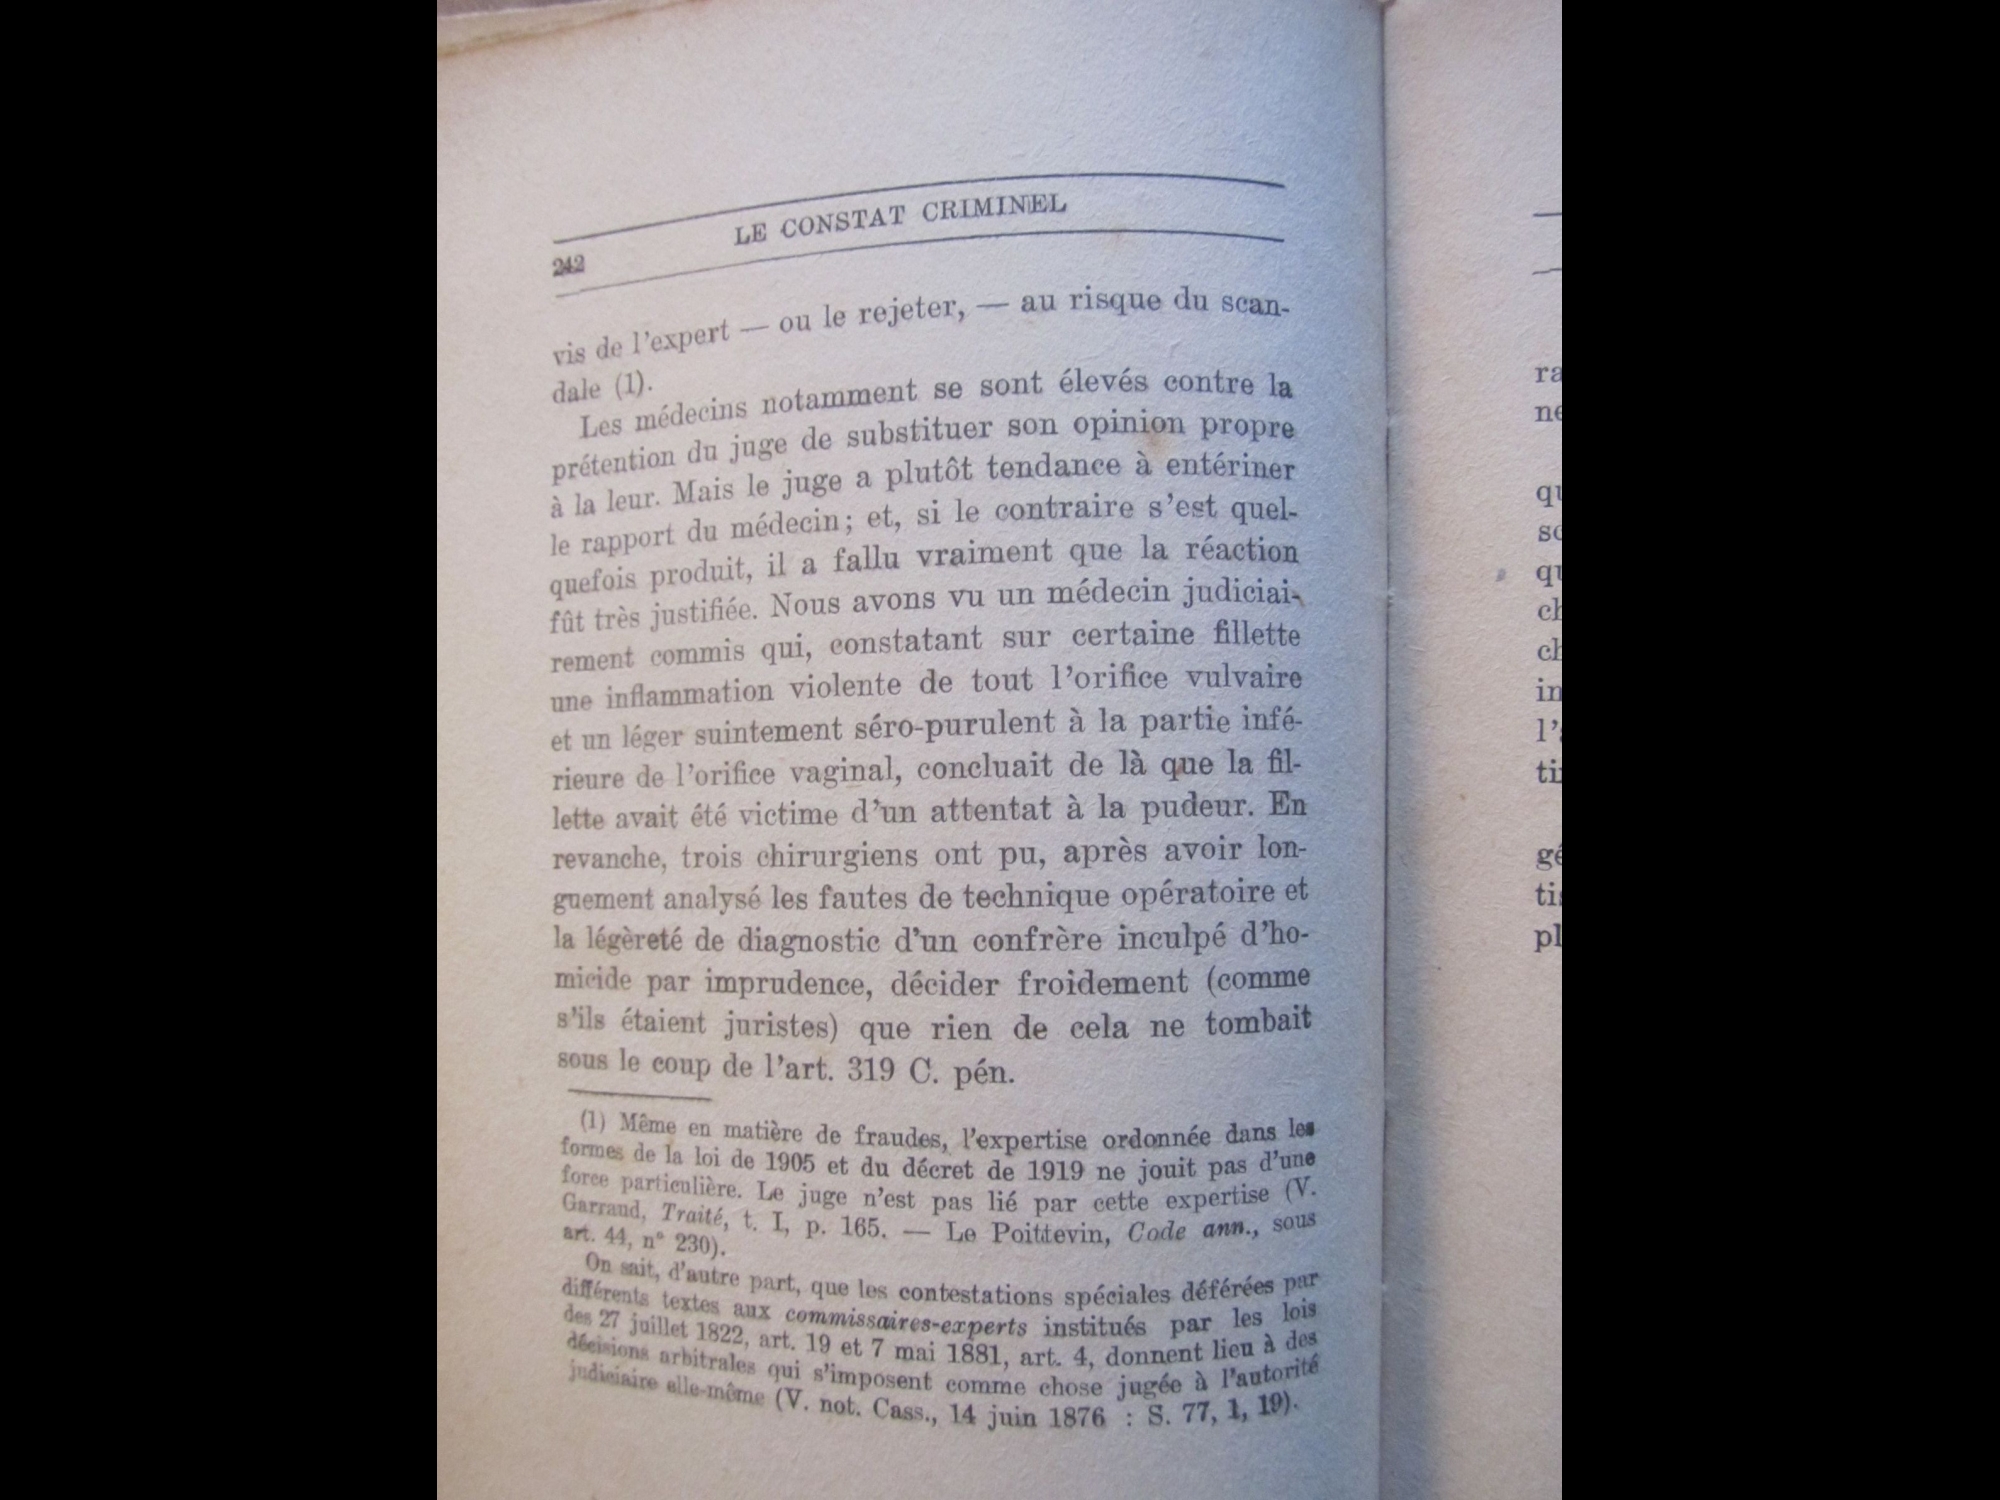 LE CONSTAT CRIMINEL
242
vis de l'expert — ou le rejeter, — au risque du scan-
dale (1).
Les médecins notamment se sont élevés contre la
prétention du juge de substituer son opinion propre
à la leur. Mais le juge a plutôt tendance à entériner
le rapport du médecin; et, si le contraire s'est quel-
quefois produit, il a fallu vraiment que la réaction
fût très justifiée. Nous avons vu un médecin judiciai-
rement commis qui, constatant sur certaine fillette
une inflammation violente de tout l'orifice vulvaire
et un léger suintement séro-purulent à la partie infé-
rieure de l'orifice vaginal, concluait de là que la fil-
lette avait été victime d'un attentat à la pudeur. En
revanche, trois chirurgiens ont pu, après avoir lon-
guement analysé les fautes de technique opératoire et
la légèreté de diagnostic d'un confrère inculpé d'ho-
micide par imprudence, décider froidement (comme
s'ils étaient juristes) que rien de cela ne tombait
sous le coup de l'art. 319 C. pén.
(1) Même en matière de fraudes, l'expertise ordonnée dans les
formes de la loi de 1905 et du décret de 1919 ne jouit pas d'une
force particulière. Le juge n'est pas lié par cette expertise (V.
Garraud, Traité, t. I, p. 165. — Le Poittevin, Code ann., sous
art. 44, n° 230).
On sait, d'autre part, que les contestations spéciales déférées par
différents textes aux commissaires-experts institués par les lois
des 27 juillet 1822, art. 19 et 7 mai 1881, art. 4, donnent lieu à des
décisions arbitrales qui s'imposent comme chose jugée à l'autorité
judiciaire elle-même (V. not. Cass., 14 juin 1876 : S. 77, 1, 19).
ra
ne
qu
so
qu
ch
ch
in
l'a
ti
gé
tis
pl